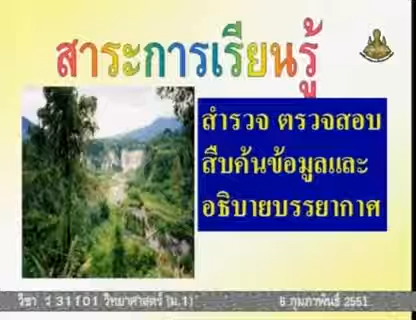 สาระการเรียนรู้
สำรวจ ตรวจสอบ
สืบค้นข้อมูลและ
อธิบายบรรยากาศ
วิชา ว 31101 วิทยาศาสตร์ (ม.1) 6 กุมภาพันธ์ 2551